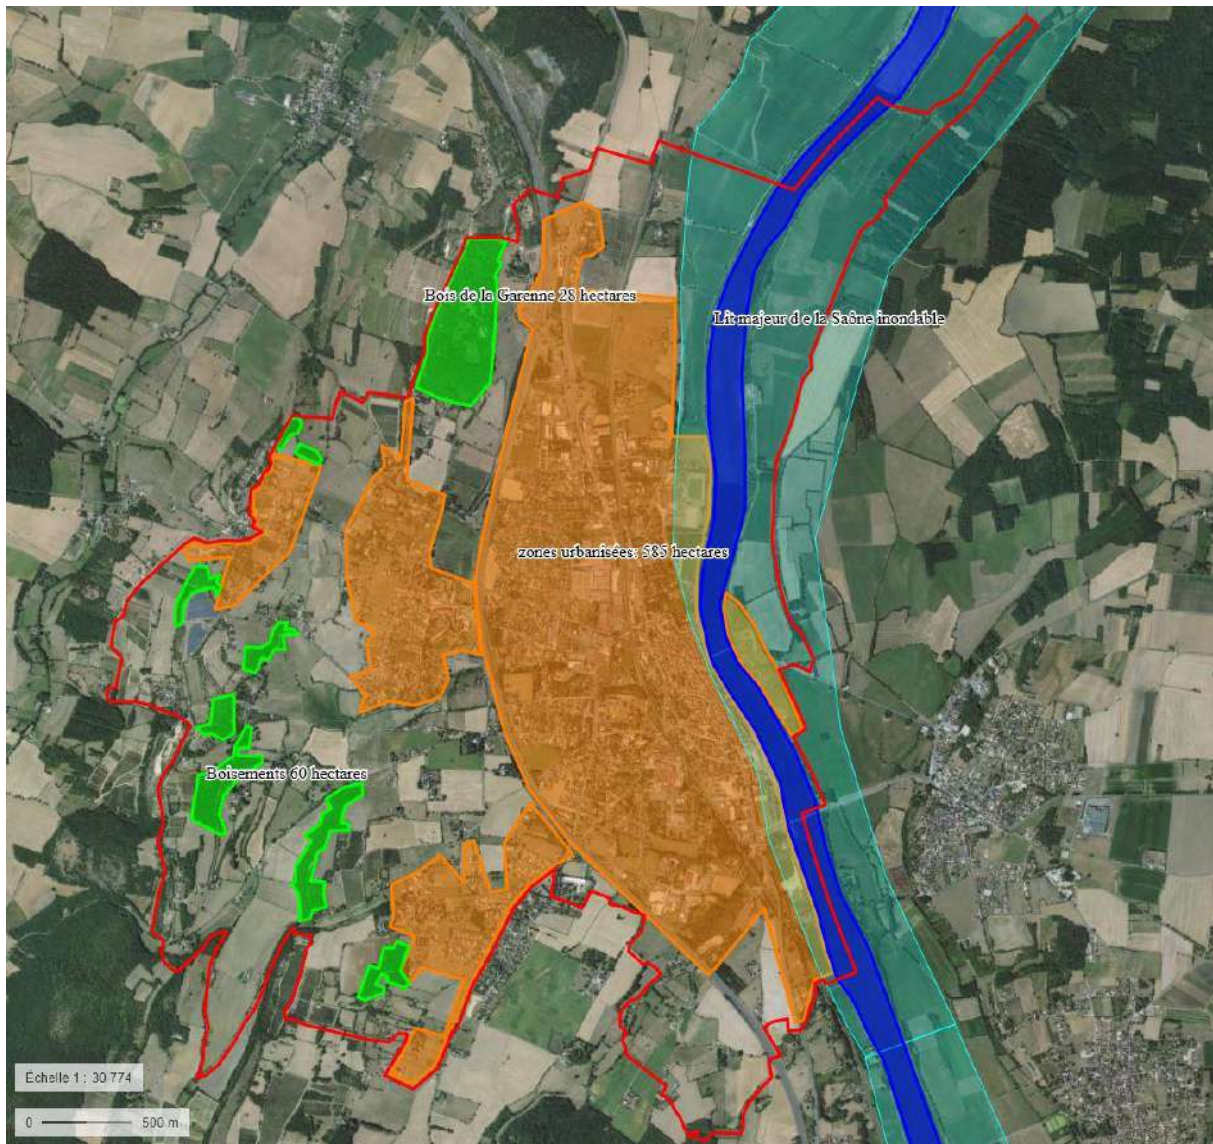 Bois de la Garenne 28 hectares
Lit majeur d e la Saône inondable
zones urbanisées: 585 hectares
Boisements 60 hectares
Échelle 1 : 30 774
0 500 m